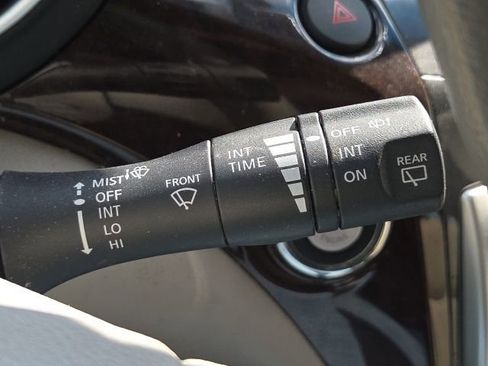 MIST
OFF
INT
LO
HI
FRONT
INT
TIME
OFF
INT
ON
REAR